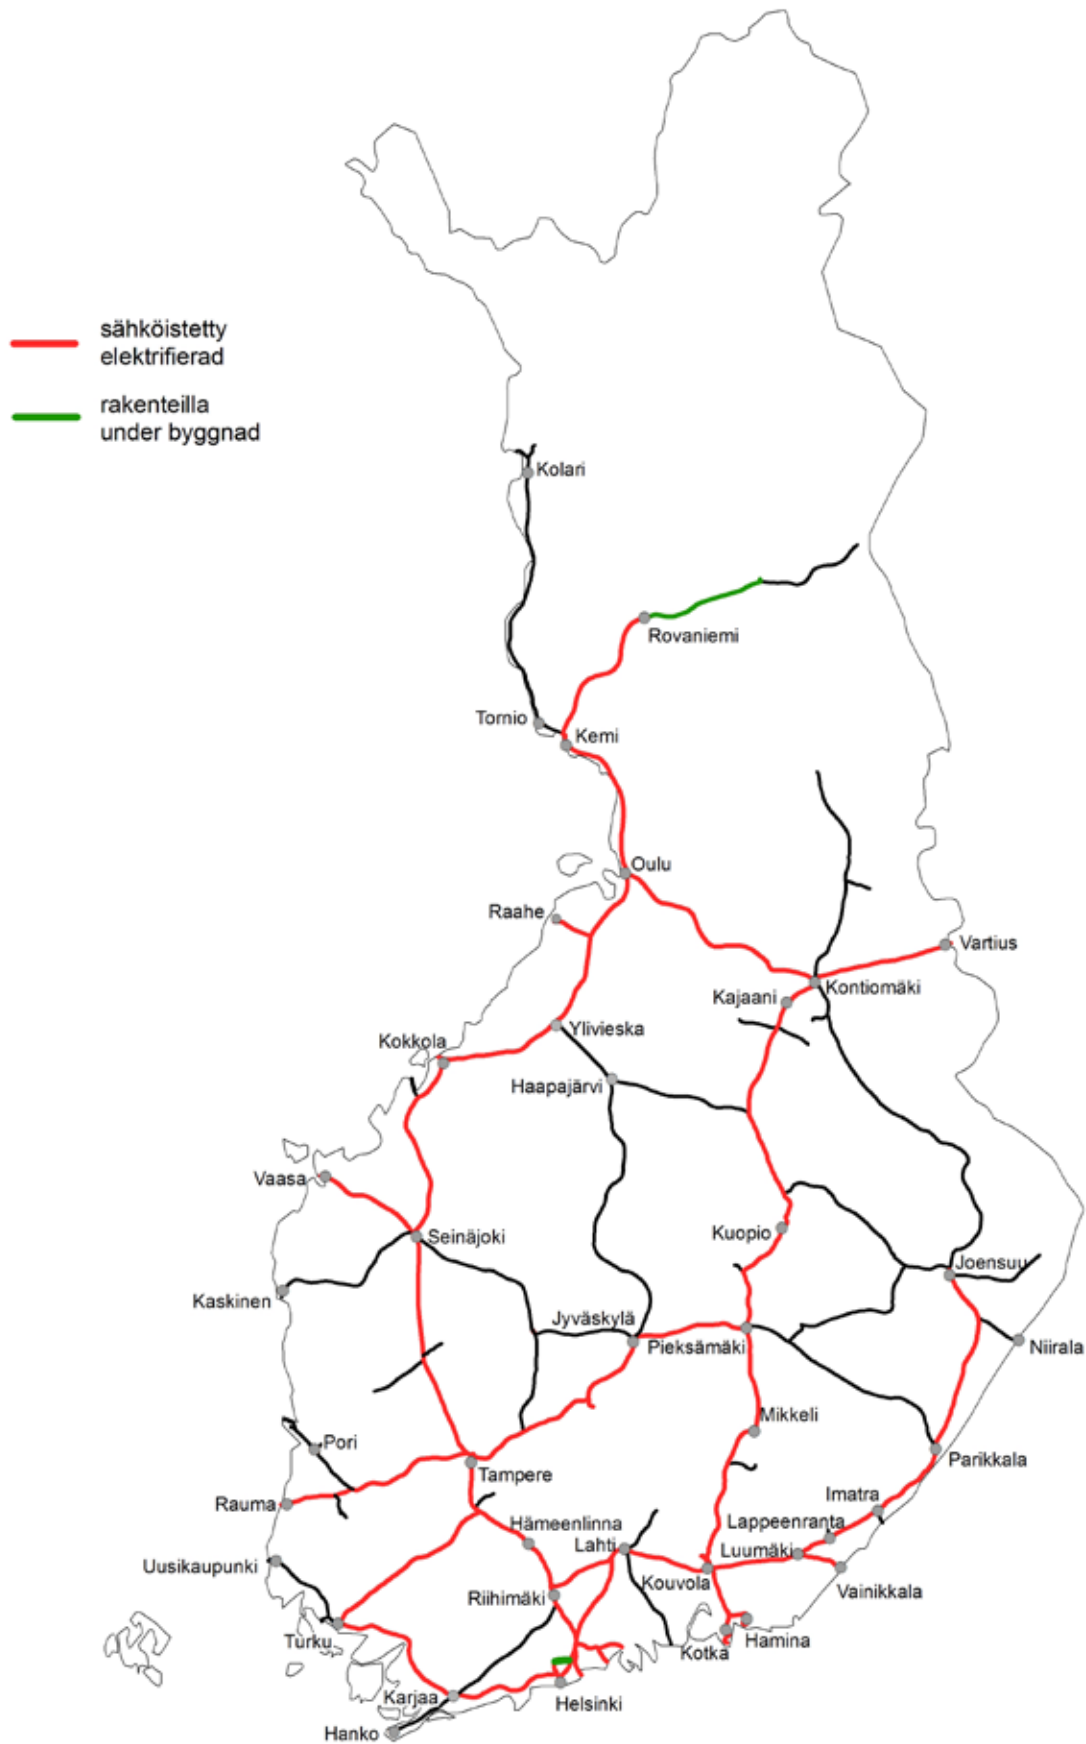 sähköistetty
elektrifierad
rakenteilla
under byggnad
Kolari
Rovaniemi
Tornio
Kemi
Oulu
Raahe
Vartius
Kontiomäki
Kajaani
Ylivieska
Kokkola
Haapajärvi
Vaasa
Seinäjoki
Kuopio
Joensuu
Kaskinen
Jyväskylä
Pieksämäki
Niirala
Mikkeli
Pori
Parikkala
Tampere
Rauma
Imatra
Lappeenranta
Hämeenlinna
Lahti
Luumäki
Uusikaupunki
Kouvola
Vainikkala
Riihimäki
Turku
Hamina
Kotka
Karjaa
Helsinki
Hanko